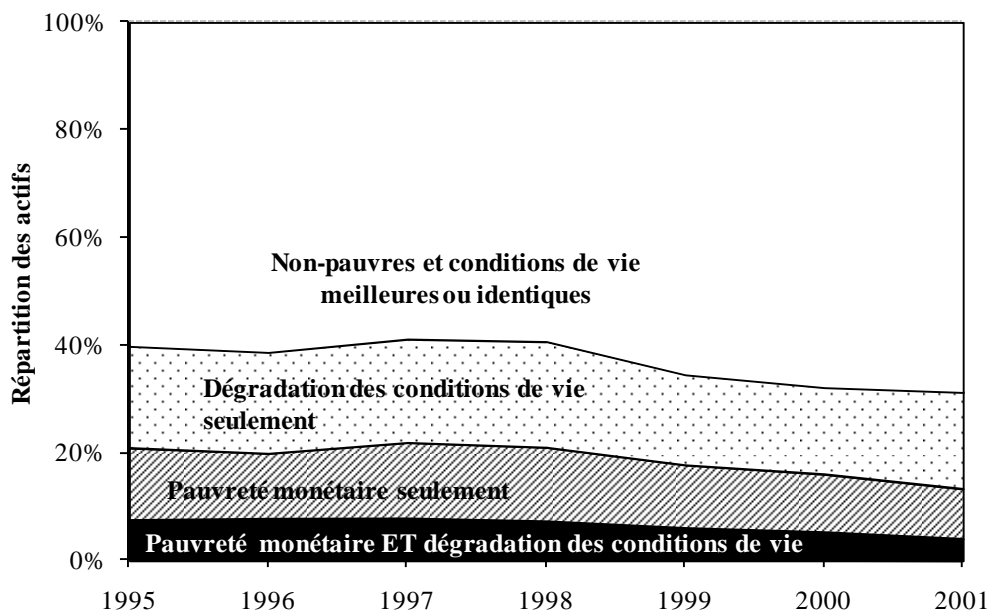 100%
80%
60%
40%
20%
0%
Répartition des actifs
Non-pauvres et conditions de vie
meilleures ou identiques
Dégradation des conditions de vie
seulement
Pauvreté monétaire seulement
Pauvreté monétaire ET dégradation des conditions de vie
1995 1996 1997 1998 1999 2000 2001